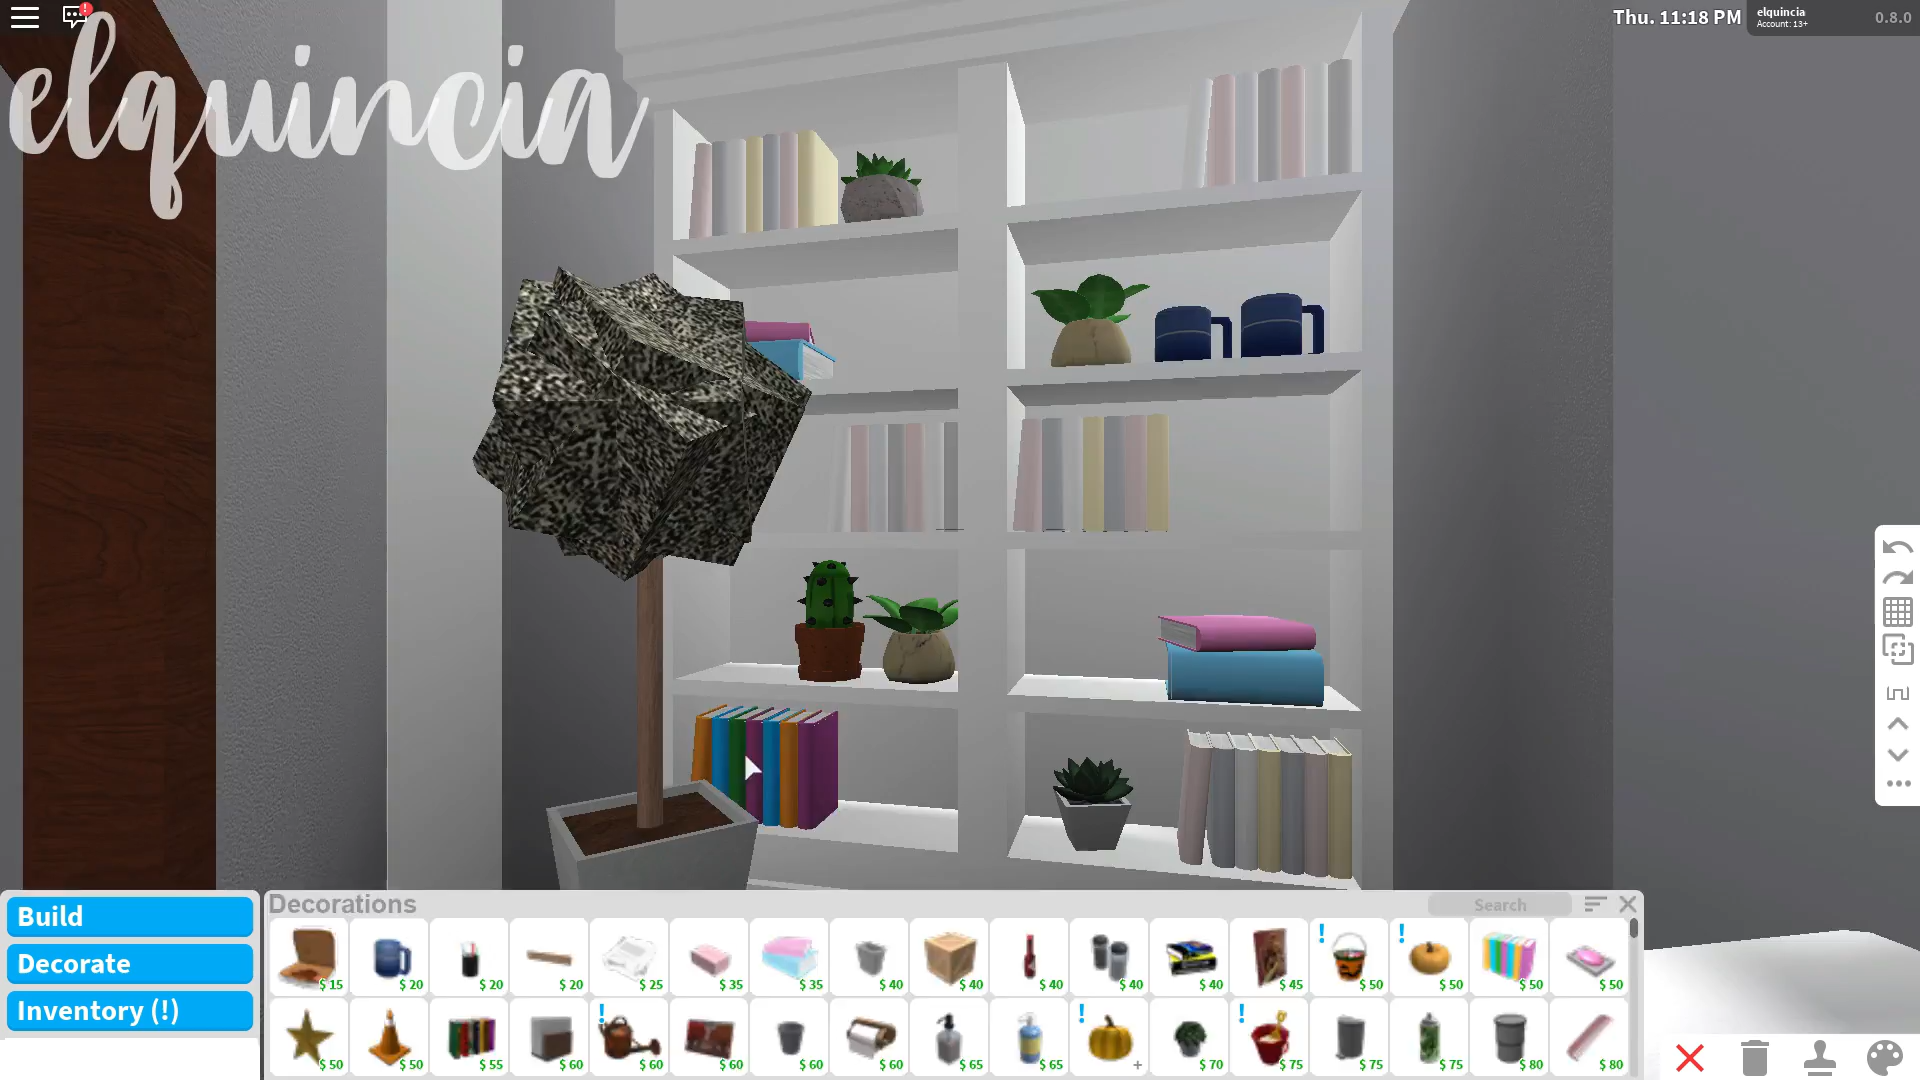 Thu. 11:18 PM
elquincia
Account: 13+
0.8.0
elquincia
Build
Decorate
Inventory (!)
Decorations
Search
$ 15 $ 20 $ 20 $ 20 $ 25 $ 35 $ 35 $ 40 $ 40 $ 40 $ 40 $ 40 $ 45 ! $ 50 ! $ 50 $ 50 $ 50
$ 50 $ 50 $ 55 $ 60 ! $ 60 $ 60 $ 60 $ 60 $ 65 $ 65 ! + $ 70 ! $ 75 $ 75 $ 75 $ 80 $ 80